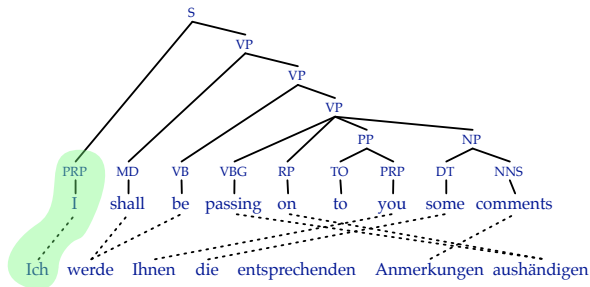 S
VP
VP
VP
PP NP
PRP MD VB VBG RP TO PRP DT NNS
I shall be passing on to you some comments
Ich werde Ihnen die entsprechenden Anmerkungen aushändigen